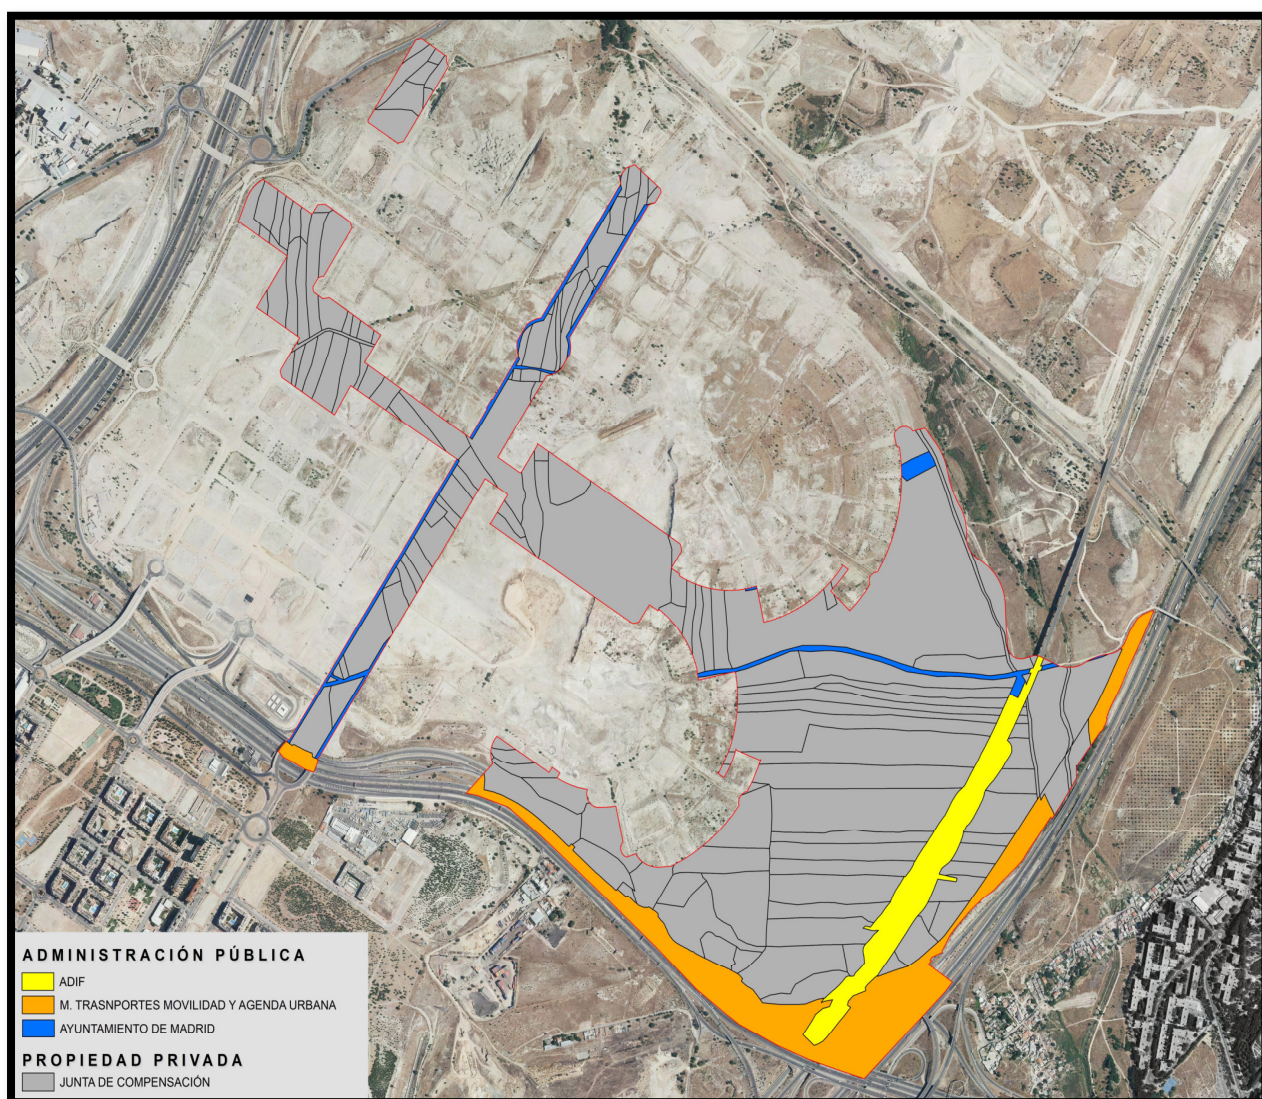 ADMINISTRACIÓN PÚBLICA
ADIF
M. TRASNPORTES MOVILIDAD Y AGENDA URBANA
AYUNTAMIENTO DE MADRID
PROPIEDAD PRIVADA
JUNTA DE COMPENSACIÓN